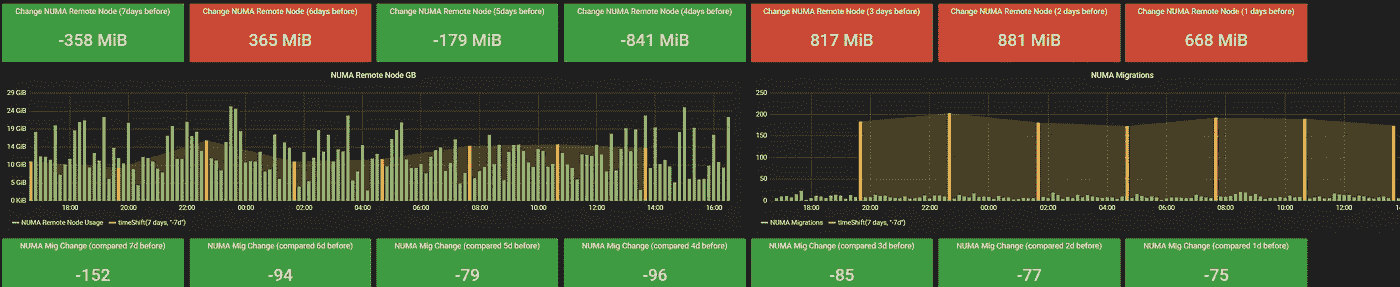 Change NUMA Remote Node (7days before)
Change NUMA Remote Node (6days before)
Change NUMA Remote Node (5days before)
Change NUMA Remote Node (4days before)
Change NUMA Remote Node (3 days before)
Change NUMA Remote Node (2 days before)
Change NUMA Remote Node (1 days before)
-358 MiB
365 MiB
-179 MiB
-841 MiB
817 MiB
881 MiB
668 MiB
NUMA Remote Node GB
29 GiB
24 GiB
19 GiB
14 GiB
10 GiB
5 GiB
0 KiB
18:00
20:00
22:00
00:00
02:00
04:00
06:00
08:00
10:00
12:00
14:00
16:00
NUMA Remote Node Usage
timeShift(7 days, "-7d")
NUMA Migrations
250
200
150
100
50
0
20:00
22:00
00:00
02:00
04:00
06:00
08:00
10:00
12:00
NUMA Migrations
timeShift(7 days, "-7d")
NUMA Mig Change (compared 7d before)
NUMA Mig Change (compared 6d before)
NUMA Mig Change (compared 5d before)
NUMA Mig Change (compared 4d before)
NUMA Mig Change (compared 3d before)
NUMA Mig Change (compared 2d before)
NUMA Mig Change (compared 1d before)
-152
-94
-79
-96
-85
-77
-75